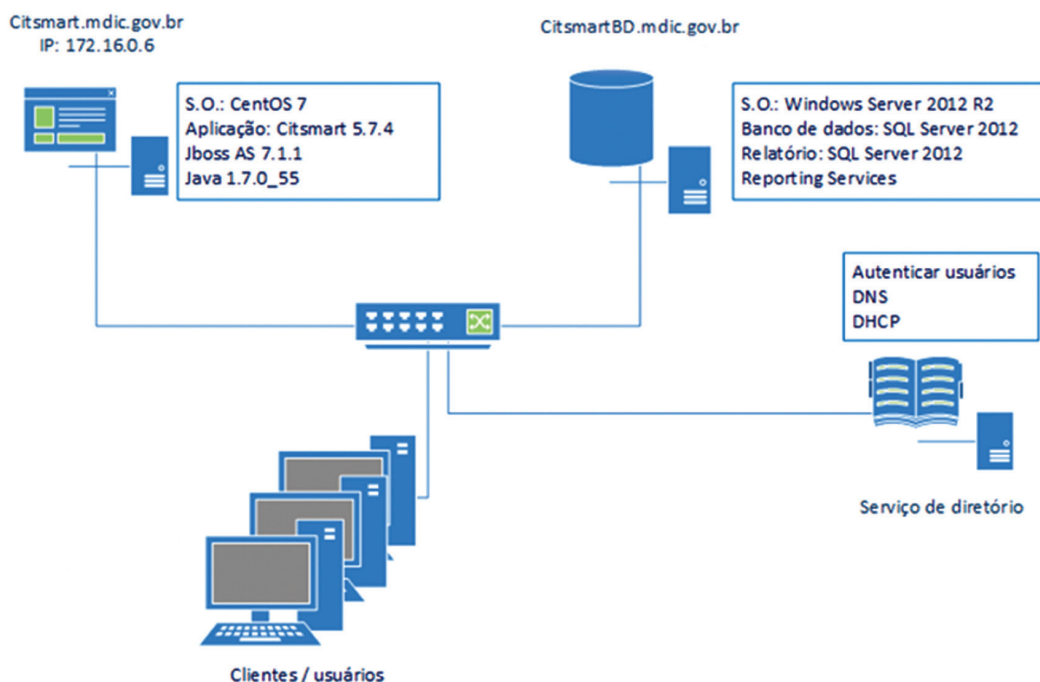 Citsmart.mdic.gov.br
IP: 172.16.0.6
CitsmartBD.mdic.gov.br
S.O.: CentOS 7
Aplicação: Citsmart 5.7.4
Jboss AS 7.1.1
Java 1.7.0_55
S.O.: Windows Server 2012 R2
Banco de dados: SQL Server 2012
Relatório: SQL Server 2012
Reporting Services
Autenticar usuários
DNS
DHCP
Serviço de diretório
Clientes / usuários